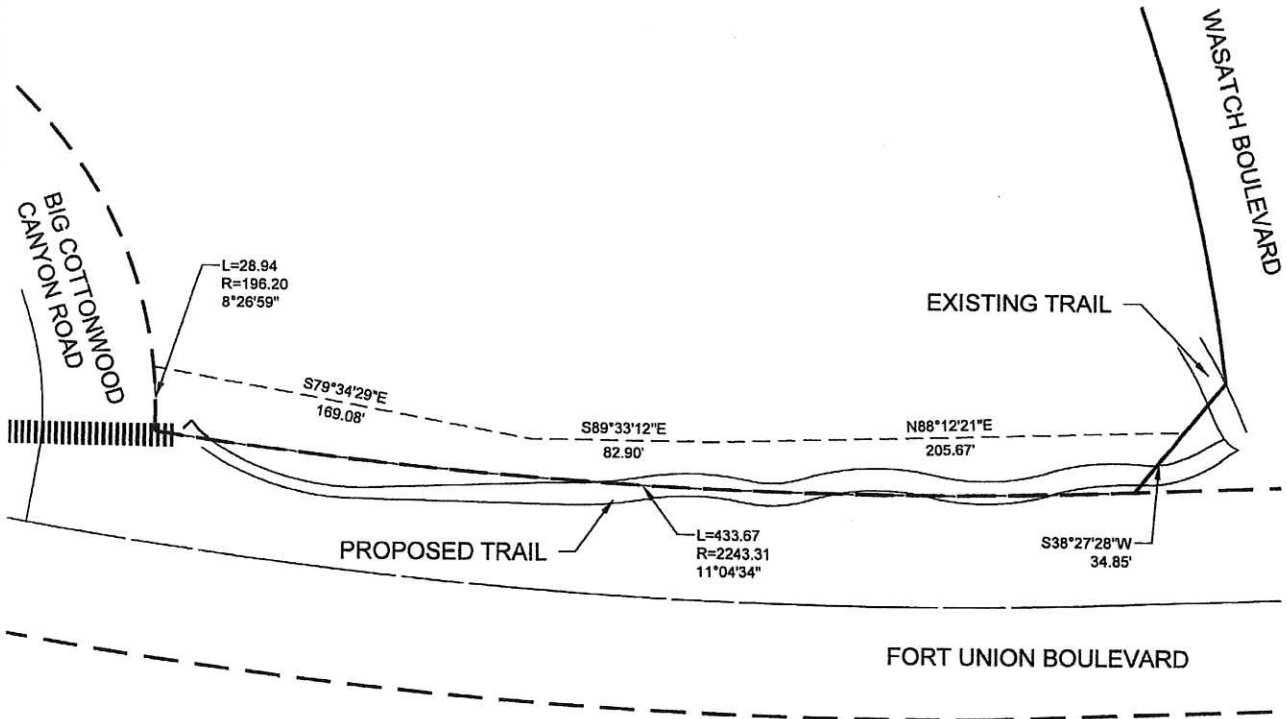 WASATCH BOULEVARD
BIG COTTONWOOD
CANYON ROAD
L=28.94
R=196.20
8°26'59"
EXISTING TRAIL
S79°34'29"E
169.08'
S89°33'12"E
82.90'
N88°12'21"E
205.67'
PROPOSED TRAIL
L=433.67
R=2243.31
11°04'34"
S38°27'28"W
34.85'
FORT UNION BOULEVARD